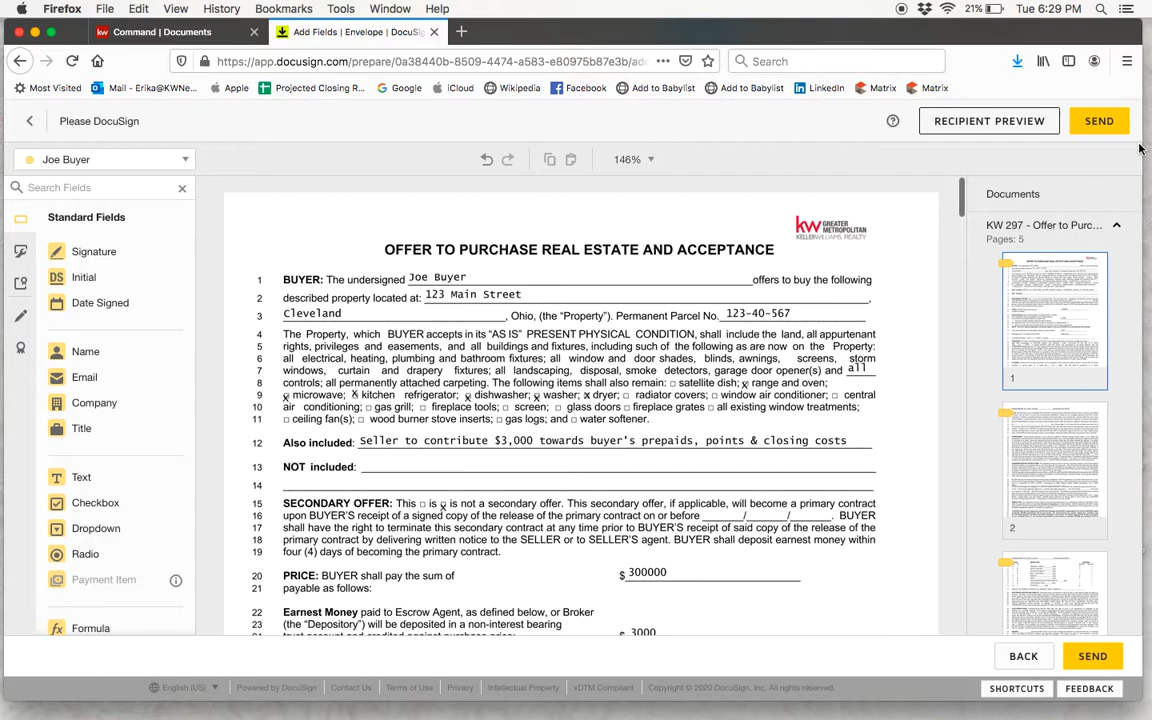 Firefox File Edit View History Bookmarks Tools Window Help 21% Tue 6:29 PM
kw Command | Documents Add Fields | Envelope | DocuSig
https://app.docusign.com/prepare/0a38440b-8509-4474-a583-e80975b87e3b/add Search
Most Visited Mail - Erika@KWNe... Apple Projected Closing R... Google iCloud Wikipedia Facebook Add to Babylist Add to Babylist LinkedIn Matrix Matrix
Please DocuSign RECIPIENT PREVIEW SEND
Joe Buyer 146%
Search Fields
Standard Fields
Signature
Initial
Date Signed
Name
Email
Company
Title
Text
Checkbox
Dropdown
Radio
Payment Item
Formula
kw GREATER METROPOLITAN
KELLERWILLIAMS. REALTY
OFFER TO PURCHASE REAL ESTATE AND ACCEPTANCE
1 BUYER: The undersigned Joe Buyer offers to buy the following
2 described property located at: 123 Main Street ,
3 Cleveland , Ohio, (the “Property”). Permanent Parcel No. 123-40-567
4 The Property, which BUYER accepts in its “AS IS” PRESENT PHYSICAL CONDITION, shall include the land, all appurtenant
5 rights, privileges and easements, and all buildings and fixtures, including such of the following as are now on the Property:
6 all electrical, heating, plumbing and bathroom fixtures; all window and door shades, blinds, awnings, screens, storm
7 windows, curtain and drapery fixtures; all landscaping, disposal, smoke detectors, garage door opener(s) and all
8 controls; all permanently attached carpeting. The following items shall also remain: □ satellite dish; x range and oven;
9 x microwave; x kitchen refrigerator; x dishwasher; x washer; x dryer; □ radiator covers; □ window air conditioner; □ central
10 air conditioning; □ gas grill; □ fireplace tools; □ screen; □ glass doors □ fireplace grates □ all existing window treatments;
11 □ ceiling fan(s); □ wood burner stove inserts; □ gas logs; and □ water softener.
12 Also included: Seller to contribute $3,000 towards buyer's prepaids, points & closing costs
13 NOT included:
14
15 SECONDARY OFFER: This □ is x is not a secondary offer. This secondary offer, if applicable, will become a primary contract
16 upon BUYER'S receipt of a signed copy of the release of the primary contract on or before ______/______/______. BUYER
17 shall have the right to terminate this secondary contract at any time prior to BUYER'S receipt of said copy of the release of the
18 primary contract by delivering written notice to the SELLER or to SELLER'S agent. BUYER shall deposit earnest money within
19 four (4) days of becoming the primary contract.
20 PRICE: BUYER shall pay the sum of $ 300000
21 payable as follows:
22 Earnest Money paid to Escrow Agent, as defined below, or Broker
23 (the “Depository”) will be deposited in a non-interest bearing
trust account and credited against purchase price: $ 3000
Documents
KW 297 - Offer to Purc...
Pages: 5
1
2
BACK SEND
English (US) Powered by DocuSign Contact Us Terms of Use Privacy Intellectual Property xDTM Compliant Copyright © 2020 DocuSign, Inc. All rights reserved. SHORTCUTS FEEDBACK